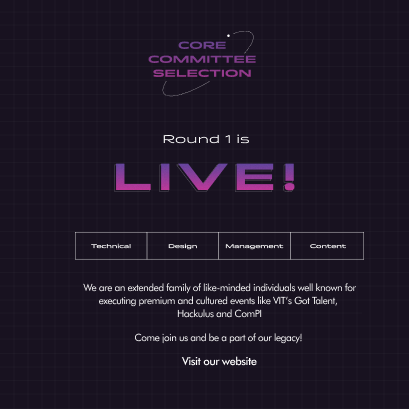 CORE
COMMITTEE
SELECTION
Round 1 is
LIVE!
Technical
Design
Management
Content
We are an extended family of like-minded individuals well known for
executing premium and cultured events like VIT's Got Talent,
Hackulus and ComPI
Come join us and be a part of our legacy!
Visit our website